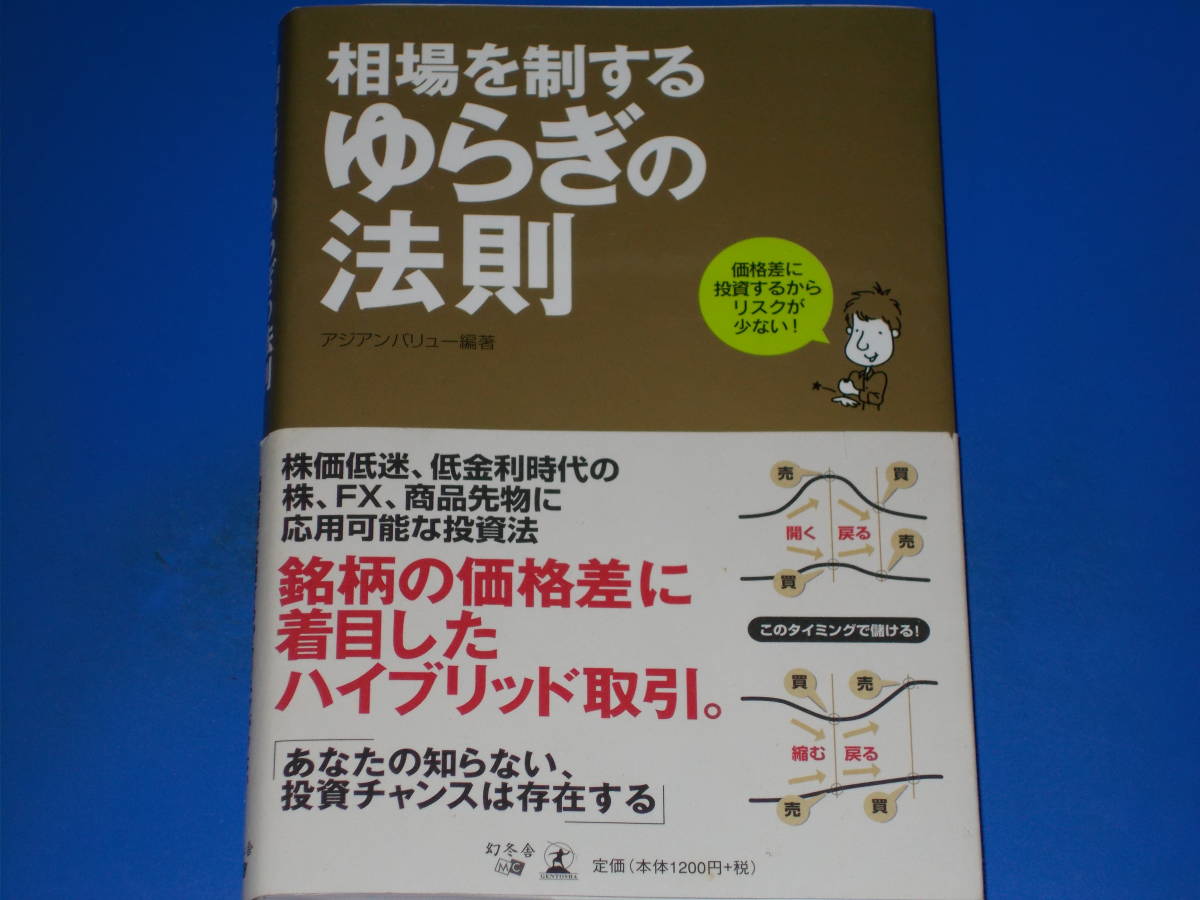 相場を制する
ゆらぎの
法則
アジアンバリュー編著
価格差に
投資するから
リスクが
少ない!
株価低迷、低金利時代の
株、FX、商品先物に
応用可能な投資法
銘柄の価格差に
着目した
ハイブリッド取引。
「あなたの知らない、
投資チャンスは存在する」
売
買
開く 戻る
売
買
このタイミングで儲ける!
買 売
縮む 戻る
売 買
幻冬舎
MC
GENTOSHA
定価(本体1200円+税)